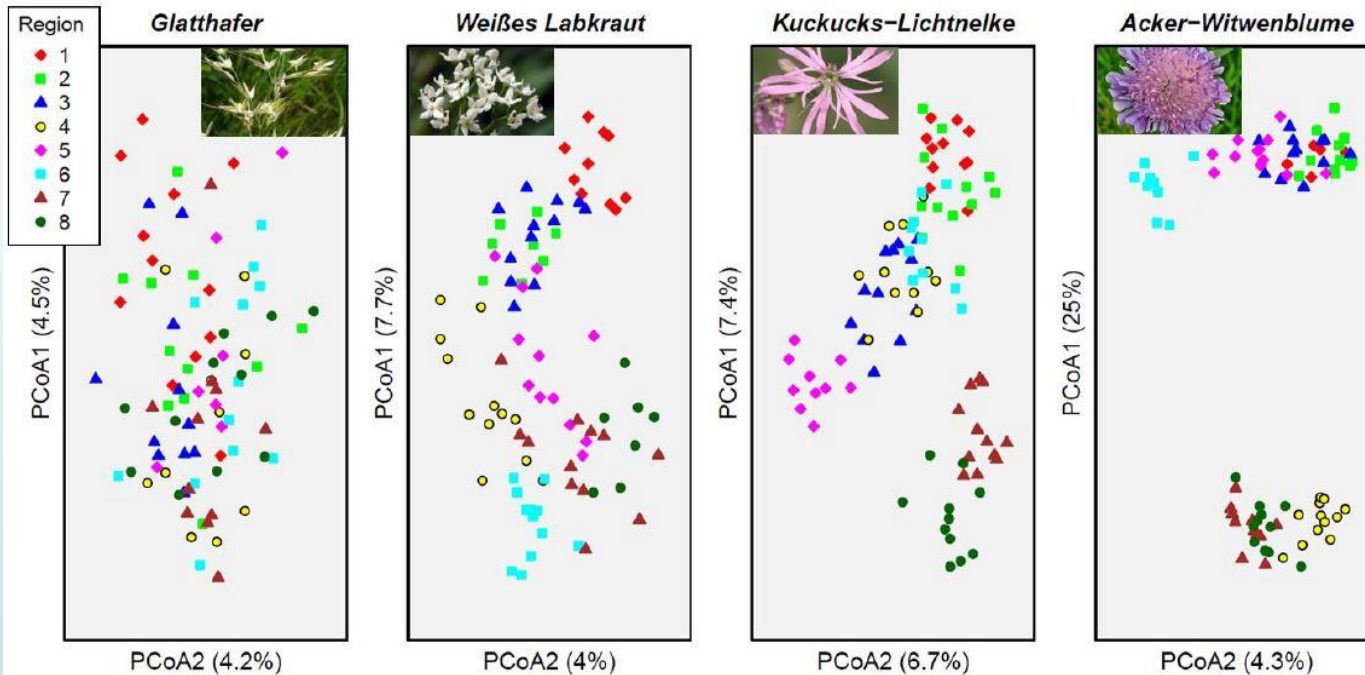 Region
1
2
3
4
5
6
7
8
Glatthafer
PCoA1 (4.5%)
PCoA2 (4.2%)
Weißes Labkraut
PCoA1 (7.7%)
PCoA2 (4%)
Kuckucks−Lichtnelke
PCoA1 (7.4%)
PCoA2 (6.7%)
Acker−Witwenblume
PCoA1 (25%)
PCoA2 (4.3%)